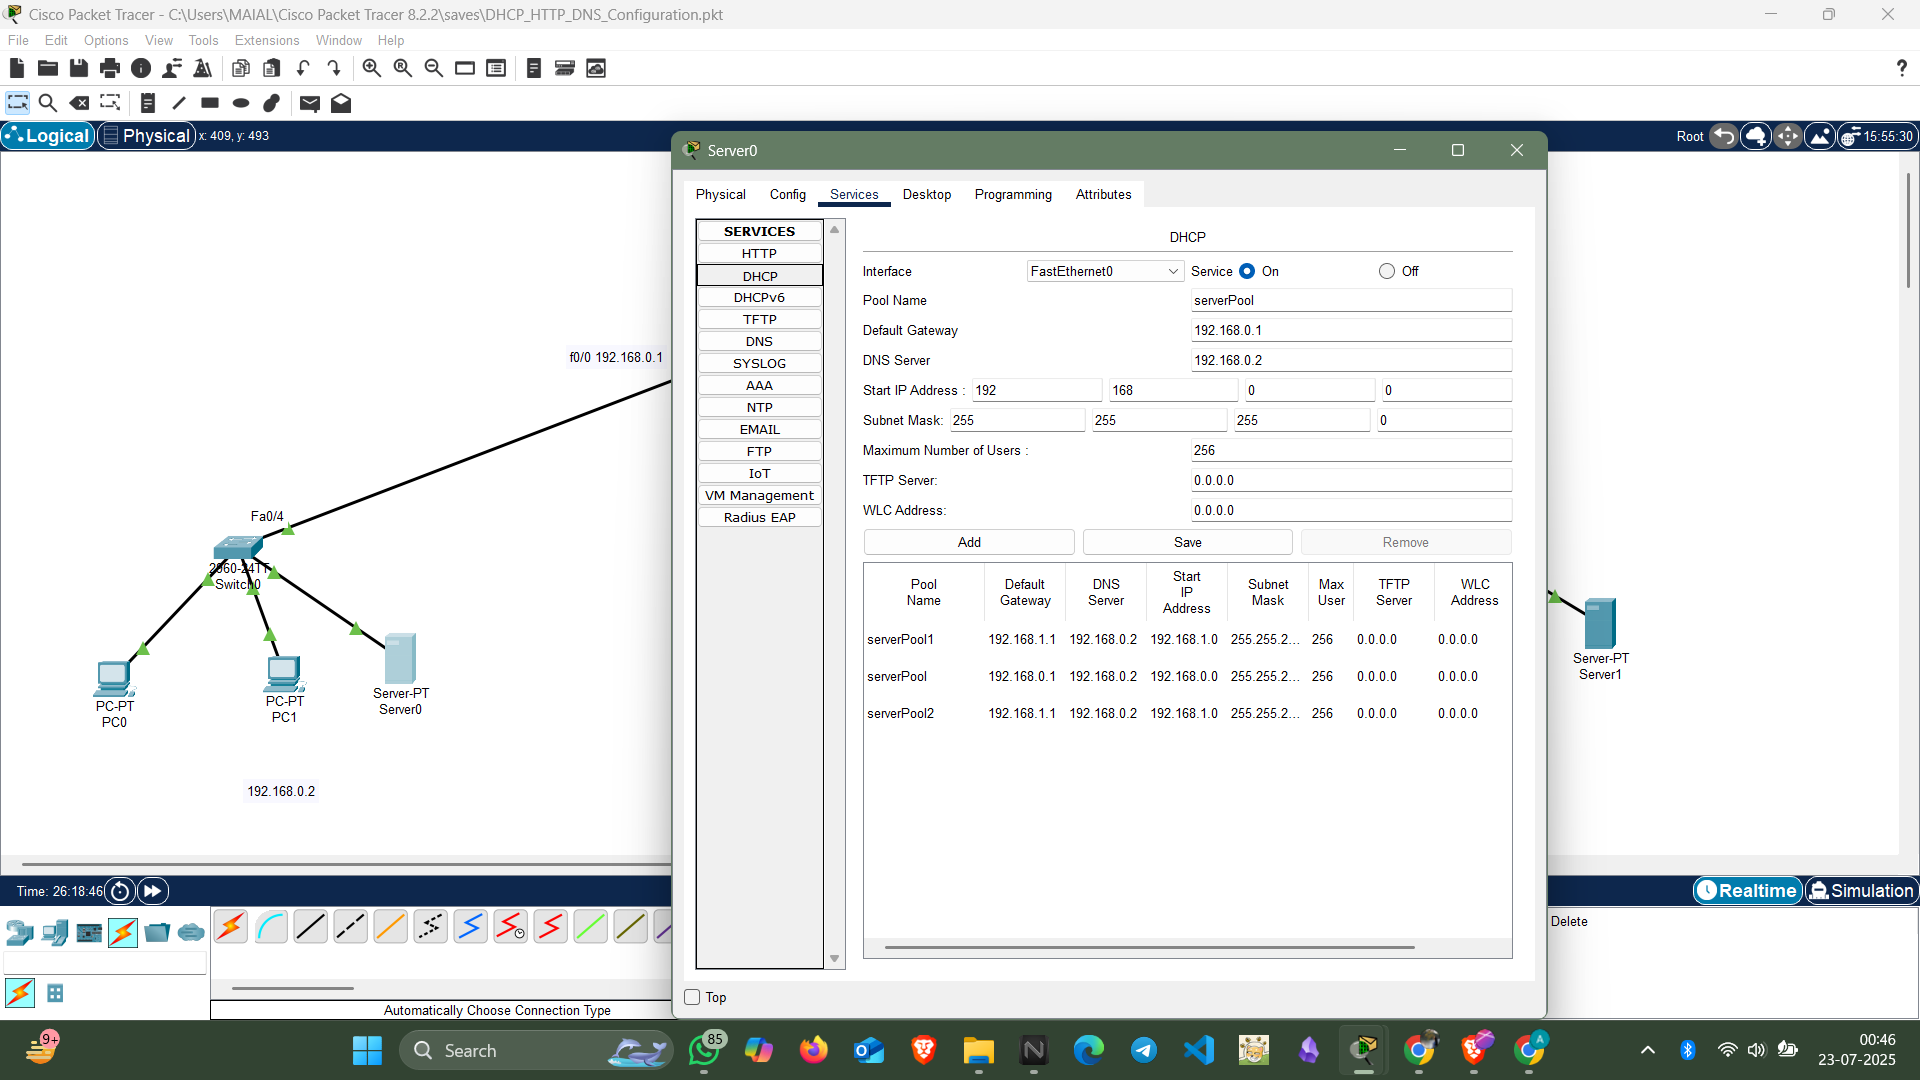 Cisco Packet Tracer - C:\Users\MAIAL\Cisco Packet Tracer 8.2.2\saves\DHCP_HTTP_DNS_Configuration.pkt
File Edit Options View Tools Extensions Window Help
?
Logical Physical x: 409, y: 493
Root 15:55:30
f0/0 192.168.0.1
Fa0/4
2960-24TT
Switch0
PC-PT
PC0
PC-PT
PC1
Server-PT
Server0
192.168.0.2
Server-PT
Server1
Server0
Physical Config Services Desktop Programming Attributes
SERVICES
HTTP
DHCP
DHCPv6
TFTP
DNS
SYSLOG
AAA
NTP
EMAIL
FTP
IoT
VM Management
Radius EAP
DHCP
Interface FastEthernet0 Service On Off
Pool Name serverPool
Default Gateway 192.168.0.1
DNS Server 192.168.0.2
Start IP Address : 192 168 0 0
Subnet Mask: 255 255 255 0
Maximum Number of Users : 256
TFTP Server: 0.0.0.0
WLC Address: 0.0.0.0
Add Save Remove
Pool Name Default Gateway DNS Server Start IP Address Subnet Mask Max User TFTP Server WLC Address
serverPool1 192.168.1.1 192.168.0.2 192.168.1.0 255.255.2... 256 0.0.0.0 0.0.0.0
serverPool 192.168.0.1 192.168.0.2 192.168.0.0 255.255.2... 256 0.0.0.0 0.0.0.0
serverPool2 192.168.1.1 192.168.0.2 192.168.1.0 255.255.2... 256 0.0.0.0 0.0.0.0
Top
Time: 26:18:46
Realtime Simulation
Delete
Automatically Choose Connection Type
9+
Search
85
A
00:46
23-07-2025